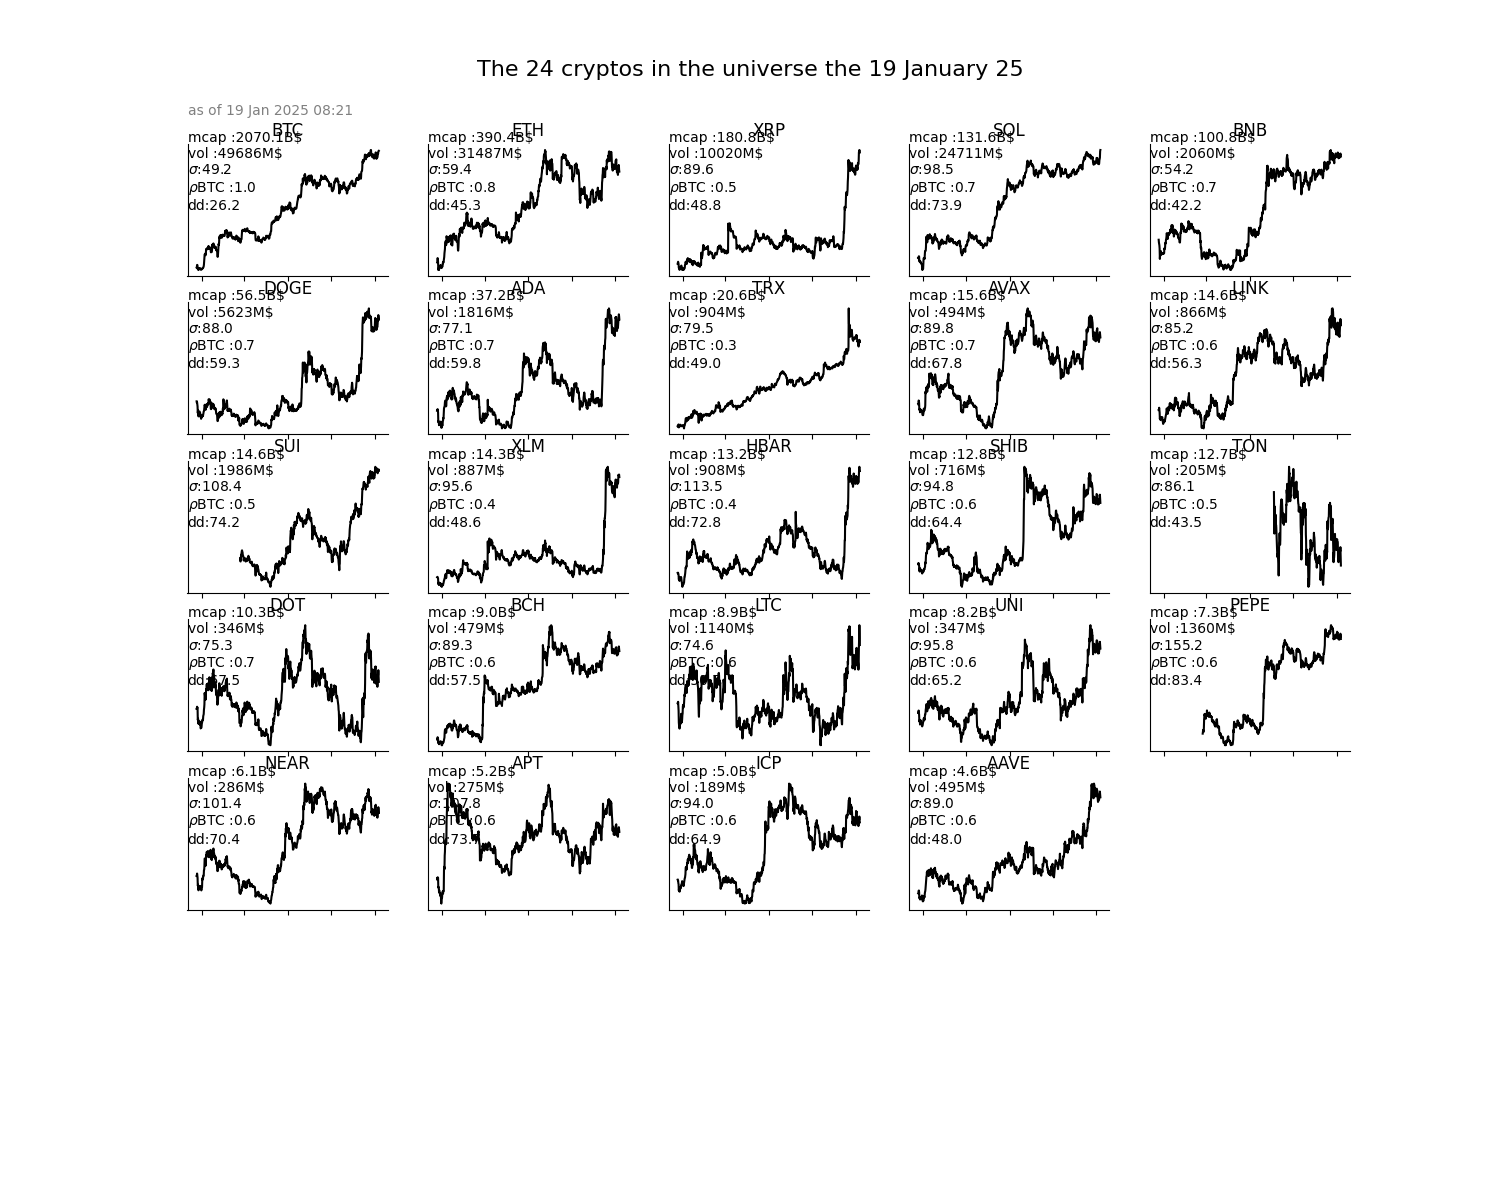 The 24 cryptos in the universe the 19 January 25
as of 19 Jan 2025 08:21
BTC
mcap :2070.1B$
vol :49686M$
σ:49.2
ρBTC :1.0
dd:26.2
ETH
mcap :390.4B$
vol :31487M$
σ:59.4
ρBTC :0.8
dd:45.3
XRP
mcap :180.8B$
vol :10020M$
σ:89.6
ρBTC :0.5
dd:48.8
SOL
mcap :131.6B$
vol :24711M$
σ:98.5
ρBTC :0.7
dd:73.9
BNB
mcap :100.8B$
vol :2060M$
σ:54.2
ρBTC :0.7
dd:42.2
DOGE
mcap :56.5B$
vol :5623M$
σ:88.0
ρBTC :0.7
dd:59.3
ADA
mcap :37.2B$
vol :1816M$
σ:77.1
ρBTC :0.7
dd:59.8
TRX
mcap :20.6B$
vol :904M$
σ:79.5
ρBTC :0.3
dd:49.0
AVAX
mcap :15.6B$
vol :494M$
σ:89.8
ρBTC :0.7
dd:67.8
LINK
mcap :14.6B$
vol :866M$
σ:85.2
ρBTC :0.6
dd:56.3
SUI
mcap :14.6B$
vol :1986M$
σ:108.4
ρBTC :0.5
dd:74.2
XLM
mcap :14.3B$
vol :887M$
σ:95.6
ρBTC :0.4
dd:48.6
HBAR
mcap :13.2B$
vol :908M$
σ:113.5
ρBTC :0.4
dd:72.8
SHIB
mcap :12.8B$
vol :716M$
σ:94.8
ρBTC :0.6
dd:64.4
TON
mcap :12.7B$
vol :205M$
σ:86.1
ρBTC :0.5
dd:43.5
DOT
mcap :10.3B$
vol :346M$
σ:75.3
ρBTC :0.7
BCH
mcap :9.0B$
vol :479M$
σ:89.3
ρBTC :0.6
dd:57.5
LTC
mcap :8.9B$
vol :1140M$
σ:74.6
ρBTC :0.6
UNI
mcap :8.2B$
vol :347M$
σ:95.8
ρBTC :0.6
dd:65.2
PEPE
mcap :7.3B$
vol :1360M$
σ:155.2
ρBTC :0.6
dd:83.4
NEAR
mcap :6.1B$
vol :286M$
σ:101.4
ρBTC :0.6
dd:70.4
APT
mcap :5.2B$
vol :275M$
σ:107.8
ρBTC :0.6
ICP
mcap :5.0B$
vol :189M$
σ:94.0
ρBTC :0.6
dd:64.9
AAVE
mcap :4.6B$
vol :495M$
σ:89.0
ρBTC :0.6
dd:48.0